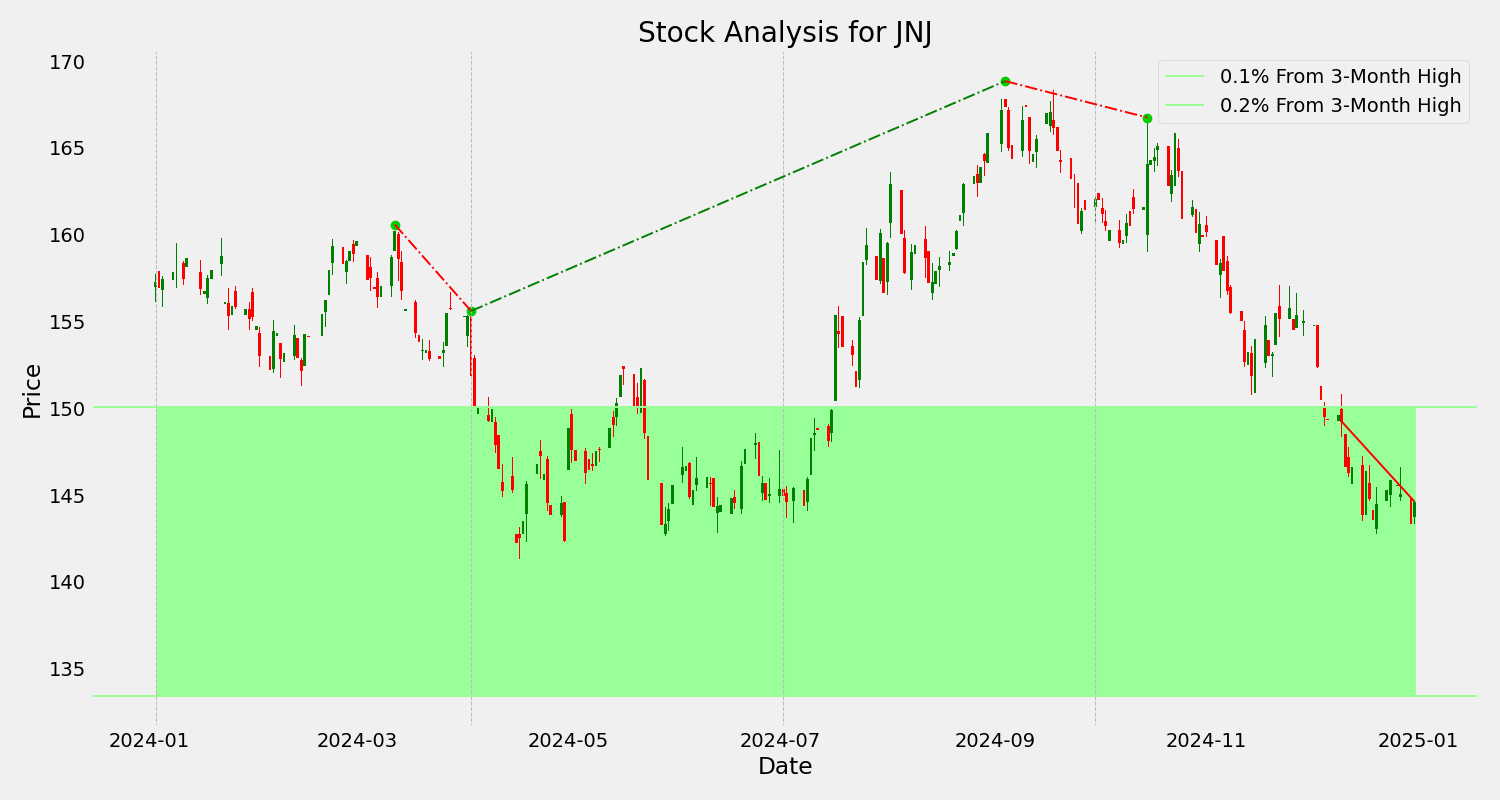 Stock Analysis for JNJ
0.1% From 3-Month High
0.2% From 3-Month High
170
165
160
155
150
145
140
135
Price
2024-01 2024-03 2024-05 2024-07 2024-09 2024-11 2025-01
Date